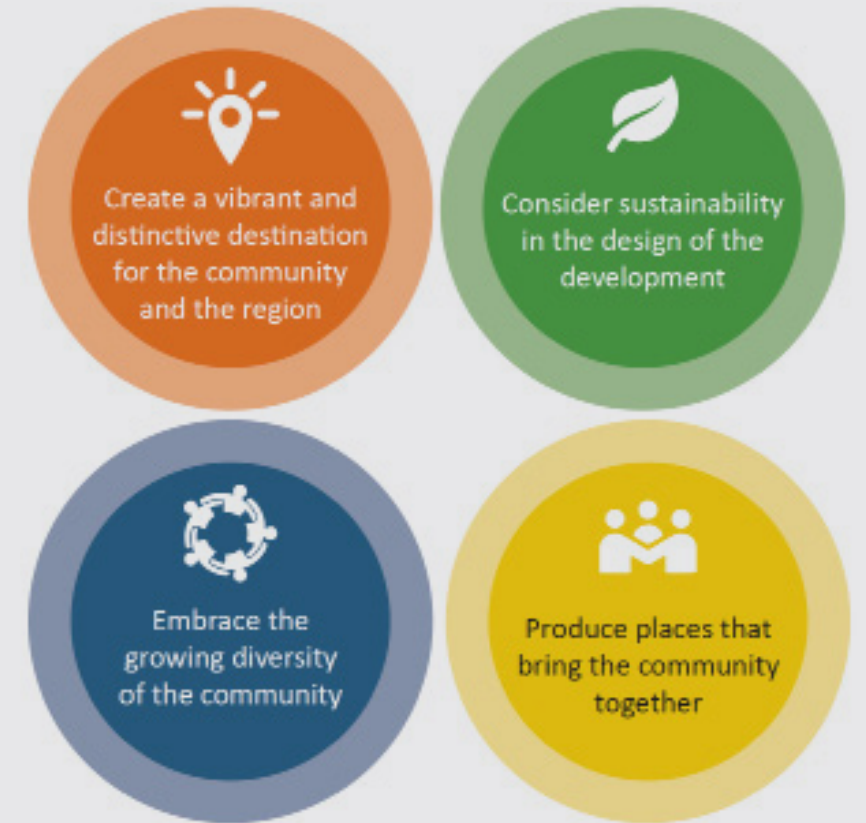 Create a vibrant and
distinctive destination
for the community
and the region
Consider sustainability
in the design of the
development
Embrace the
growing diversity
of the community
Produce places that
bring the community
together